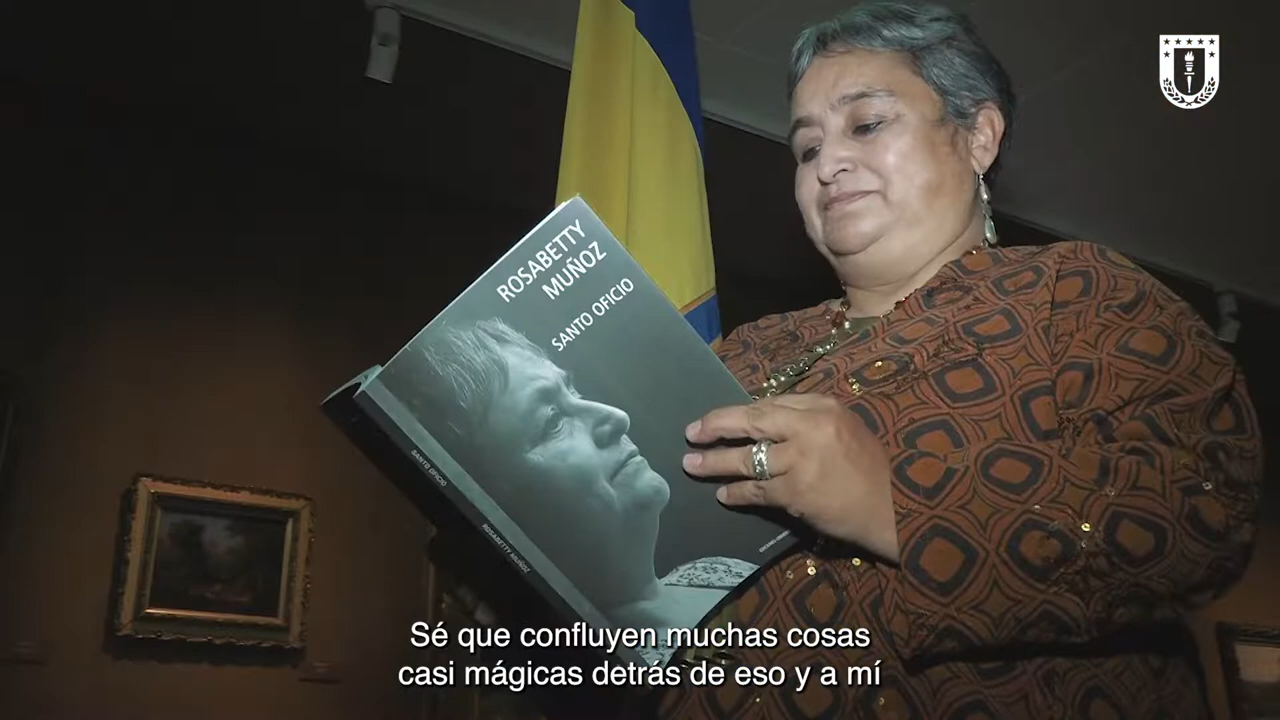 ROSABETTY
MUÑOZ
SANTO OFICIO
SANTO OFICIO
ROSABETTY MUÑOZ
Sé que confluyen muchas cosas
casi mágicas detrás de eso y a mí